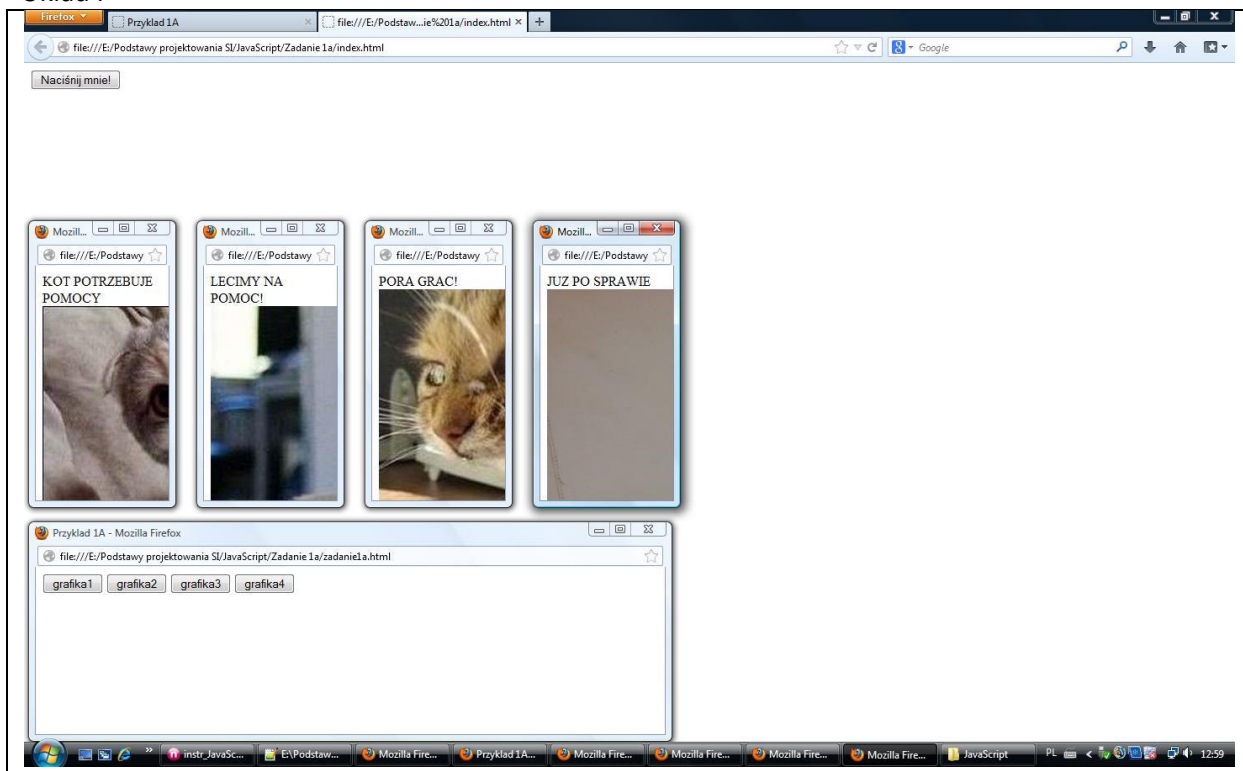 Firefox
Przyklad 1A
file:///E:/Podstaw...ie%201a/index.html
file:///E:/Podstawy projektowania SI/JavaScript/Zadanie 1a/index.html
Google
Naciśnij mnie!
Mozill...
Mozill...
Mozill...
Mozill...
file:///E:/Podstawy
file:///E:/Podstawy
file:///E:/Podstawy
file:///E:/Podstawy
KOT POTRZEBUJE
POMOCY
LECIMY NA
POMOC!
PORA GRAC!
JUZ PO SPRAWIE
Przyklad 1A - Mozilla Firefox
file:///E:/Podstawy projektowania SI/JavaScript/Zadanie 1a/zadanie1a.html
grafika1 grafika2 grafika3 grafika4
instr_JavaSc... E:\Podstaw... Mozilla Fire... Przyklad 1A... Mozilla Fire... Mozilla Fire... Mozilla Fire... JavaScript PL 12:59